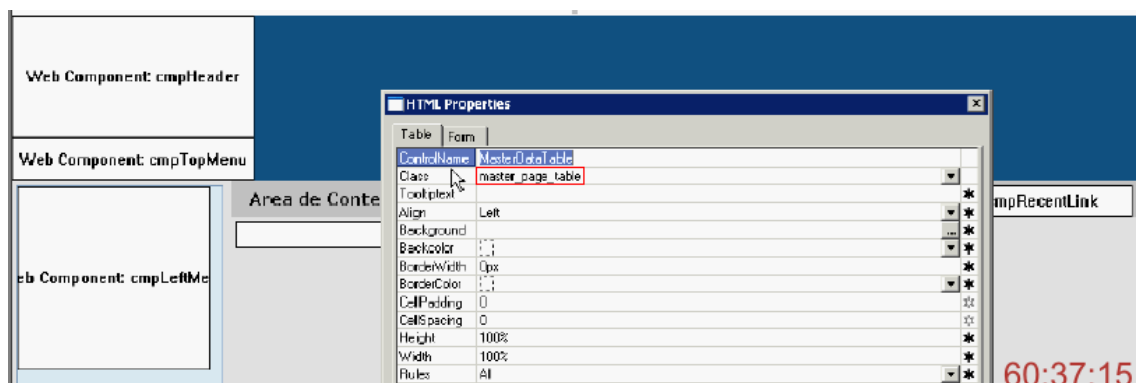 Web Component: cmpHeader
HTML Properties
Table Form
Web Component: cmpTopMenu
ControlName MasterDataTable
Class master_page_table
Tooltiptext
Area de Conte
mpRecentLink
Align Left
Background
Backcolor
eb Component: cmpLeftMe
BorderWidth 0px
BorderColor
CellPadding 0
CellSpacing 0
Height 100%
Width 100%
Rules All
60:37:15